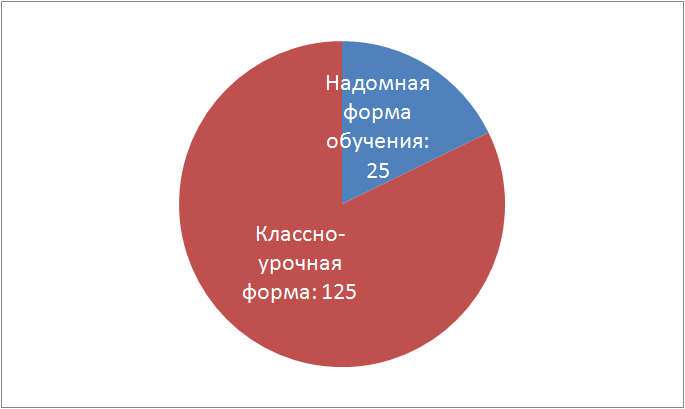 Надомная
форма
обучения:
25
Классно-
урочная
форма: 125